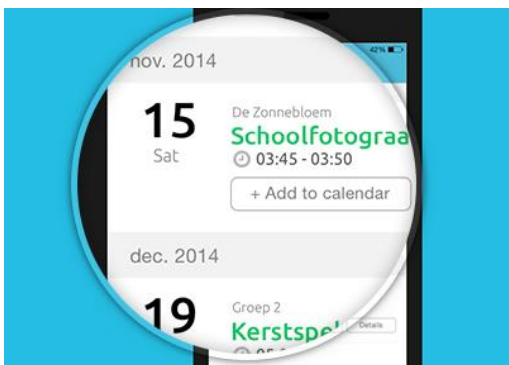 42%
nov. 2014
15
Sat
De Zonnebloem
Schoolfotograa
03:45 - 03:50
+ Add to calendar
dec. 2014
19
Groep 2
Kerstspel
Details